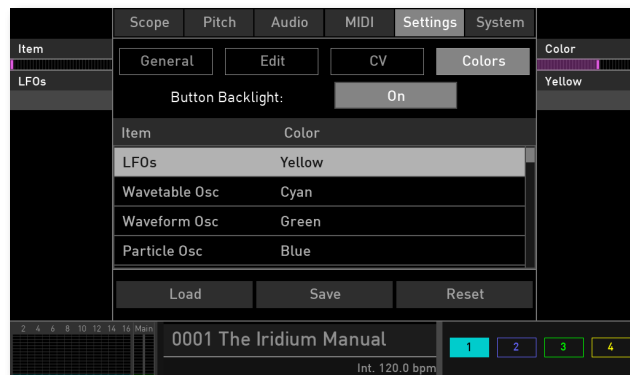 Scope Pitch Audio MIDI Settings System
Item
Color
General Edit CV Colors
LFOs
Yellow
Button Backlight: On
Item Color
LFOs Yellow
Wavetable Osc Cyan
Waveform Osc Green
Particle Osc Blue
Load Save Reset
2 4 6 8 10 12 14 16 Main
0001 The Iridium Manual
1 2 3 4
Int. 120.0 bpm